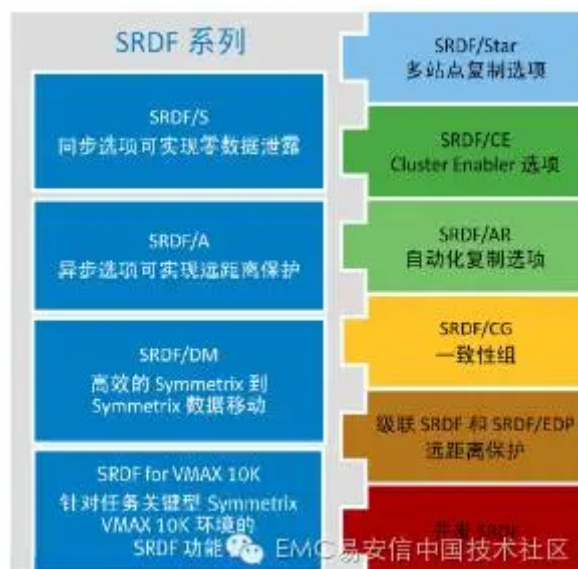 SRDF 系列
SRDF/S
同步选项可实现零数据泄露
SRDF/A
异步选项可实现远距离保护
SRDF/DM
高效的 Symmetrix 到
Symmetrix 数据移动
SRDF for VMAX 10K
针对任务关键型 Symmetrix
VMAX 10K 环境的
SRDF 功能
SRDF/Star
多站点复制选项
SRDF/CE
Cluster Enabler 选项
SRDF/AR
自动化复制选项
SRDF/CG
一致性组
级联 SRDF 和 SRDF/EDP
远距离保护
并发 SRDF
EMC易安信中国技术社区